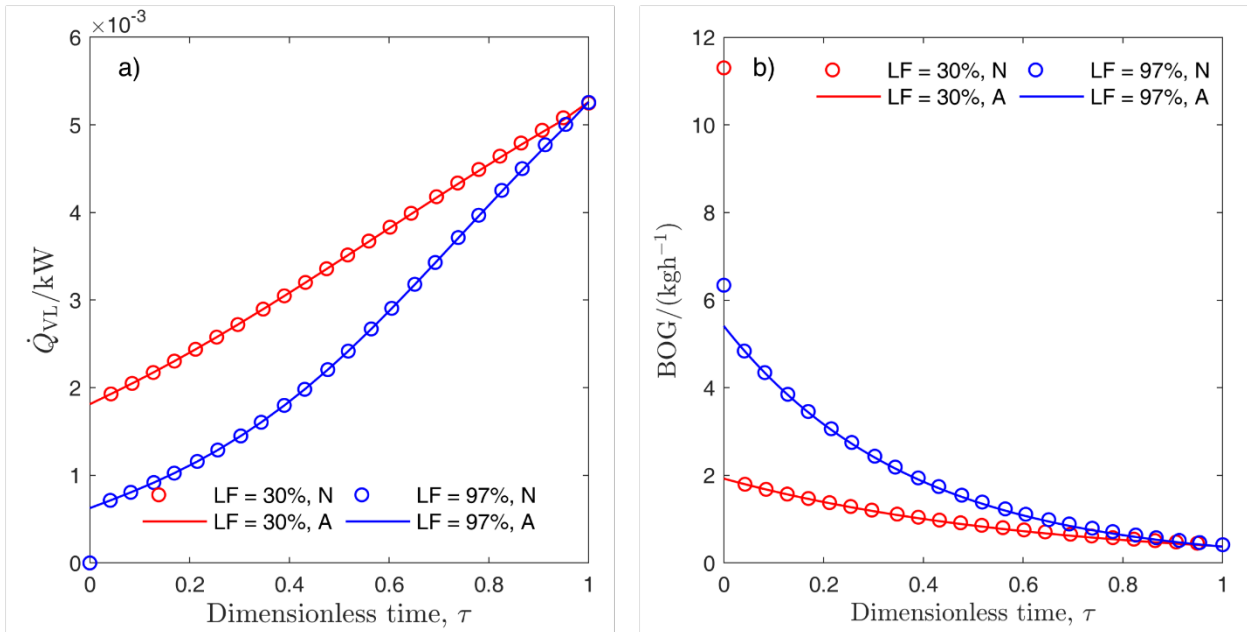 ×10⁻³
a)
6
5
4
3
2
1
0
Q̇_VL/kW
LF = 30%, N
LF = 97%, N
LF = 30%, A
LF = 97%, A
0 0.2 0.4 0.6 0.8 1
Dimensionless time, τ
b)
12
10
8
6
4
2
0
BOG/(kgh⁻¹)
LF = 30%, N
LF = 97%, N
LF = 30%, A
LF = 97%, A
0 0.2 0.4 0.6 0.8 1
Dimensionless time, τ